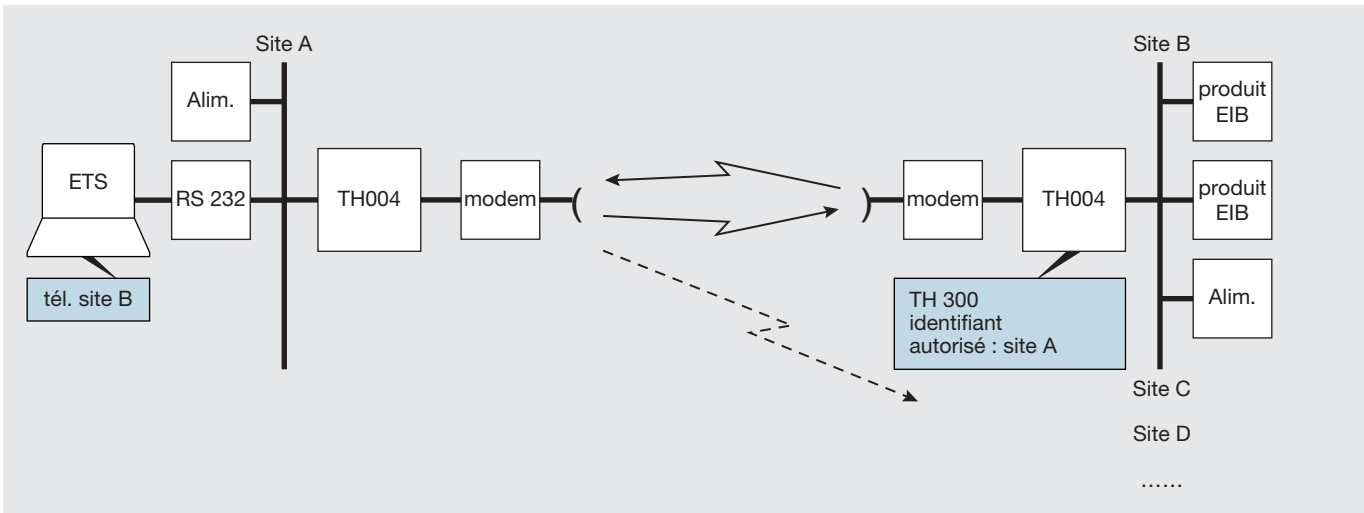 Site A
Alim.
ETS
RS 232
TH004
modem
tél. site B
Site B
produit
EIB
modem
TH004
produit
EIB
Alim.
TH 300
identifiant
autorisé : site A
Site C
Site D
......